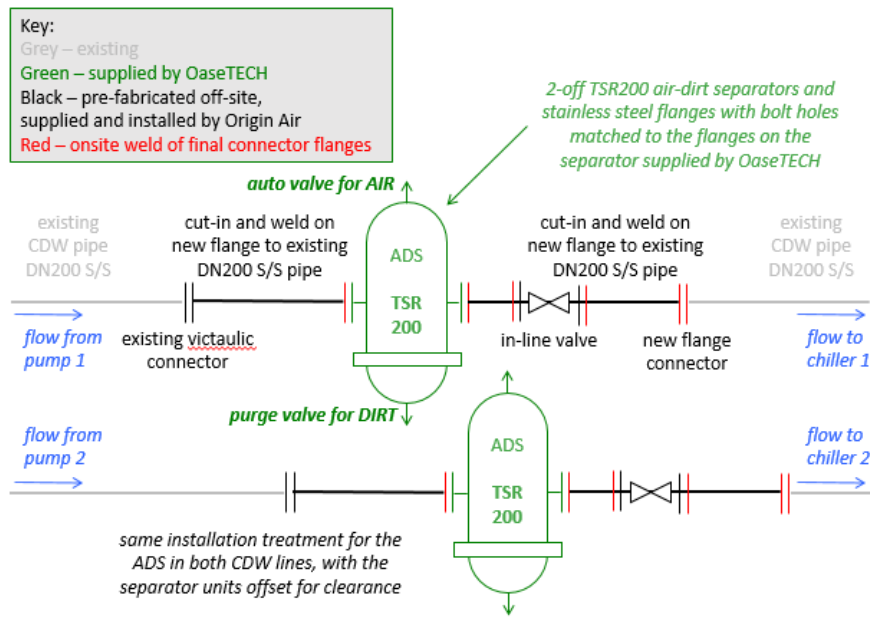 Key:
Grey – existing
Green – supplied by OaseTECH
Black – pre-fabricated off-site,
supplied and installed by Origin Air
Red – onsite weld of final connector flanges
2-off TSR200 air-dirt separators and
stainless steel flanges with bolt holes
matched to the flanges on the
separator supplied by OaseTECH
auto valve for AIR
existing
CDW pipe
DN200 S/S
cut-in and weld on
new flange to existing
DN200 S/S pipe
ADS
TSR
200
cut-in and weld on
new flange to existing
DN200 S/S pipe
existing
CDW pipe
DN200 S/S
flow from
pump 1
existing victaulic
connector
in-line valve
new flange
connector
flow to
chiller 1
purge valve for DIRT
flow from
pump 2
ADS
TSR
200
flow to
chiller 2
same installation treatment for the
ADS in both CDW lines, with the
separator units offset for clearance